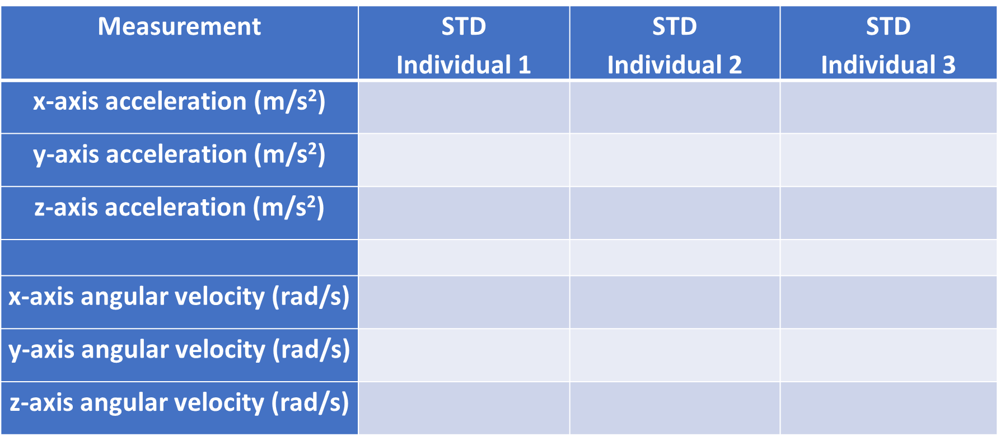 Measurement STD STD STD
Individual 1 Individual 2 Individual 3
x-axis acceleration (m/s²)
y-axis acceleration (m/s²)
z-axis acceleration (m/s²)
x-axis angular velocity (rad/s)
y-axis angular velocity (rad/s)
z-axis angular velocity (rad/s)